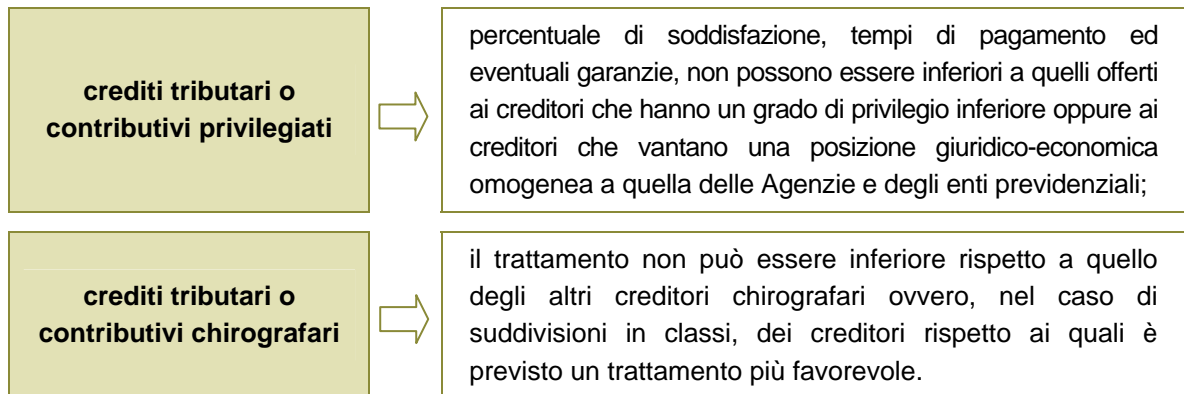 crediti tributari o
contributivi privilegiati
percentuale di soddisfazione, tempi di pagamento ed
eventuali garanzie, non possono essere inferiori a quelli offerti
ai creditori che hanno un grado di privilegio inferiore oppure ai
creditori che vantano una posizione giuridico-economica
omogenea a quella delle Agenzie e degli enti previdenziali;
crediti tributari o
contributivi chirografari
il trattamento non può essere inferiore rispetto a quello
degli altri creditori chirografari ovvero, nel caso di
suddivisioni in classi, dei creditori rispetto ai quali è
previsto un trattamento più favorevole.